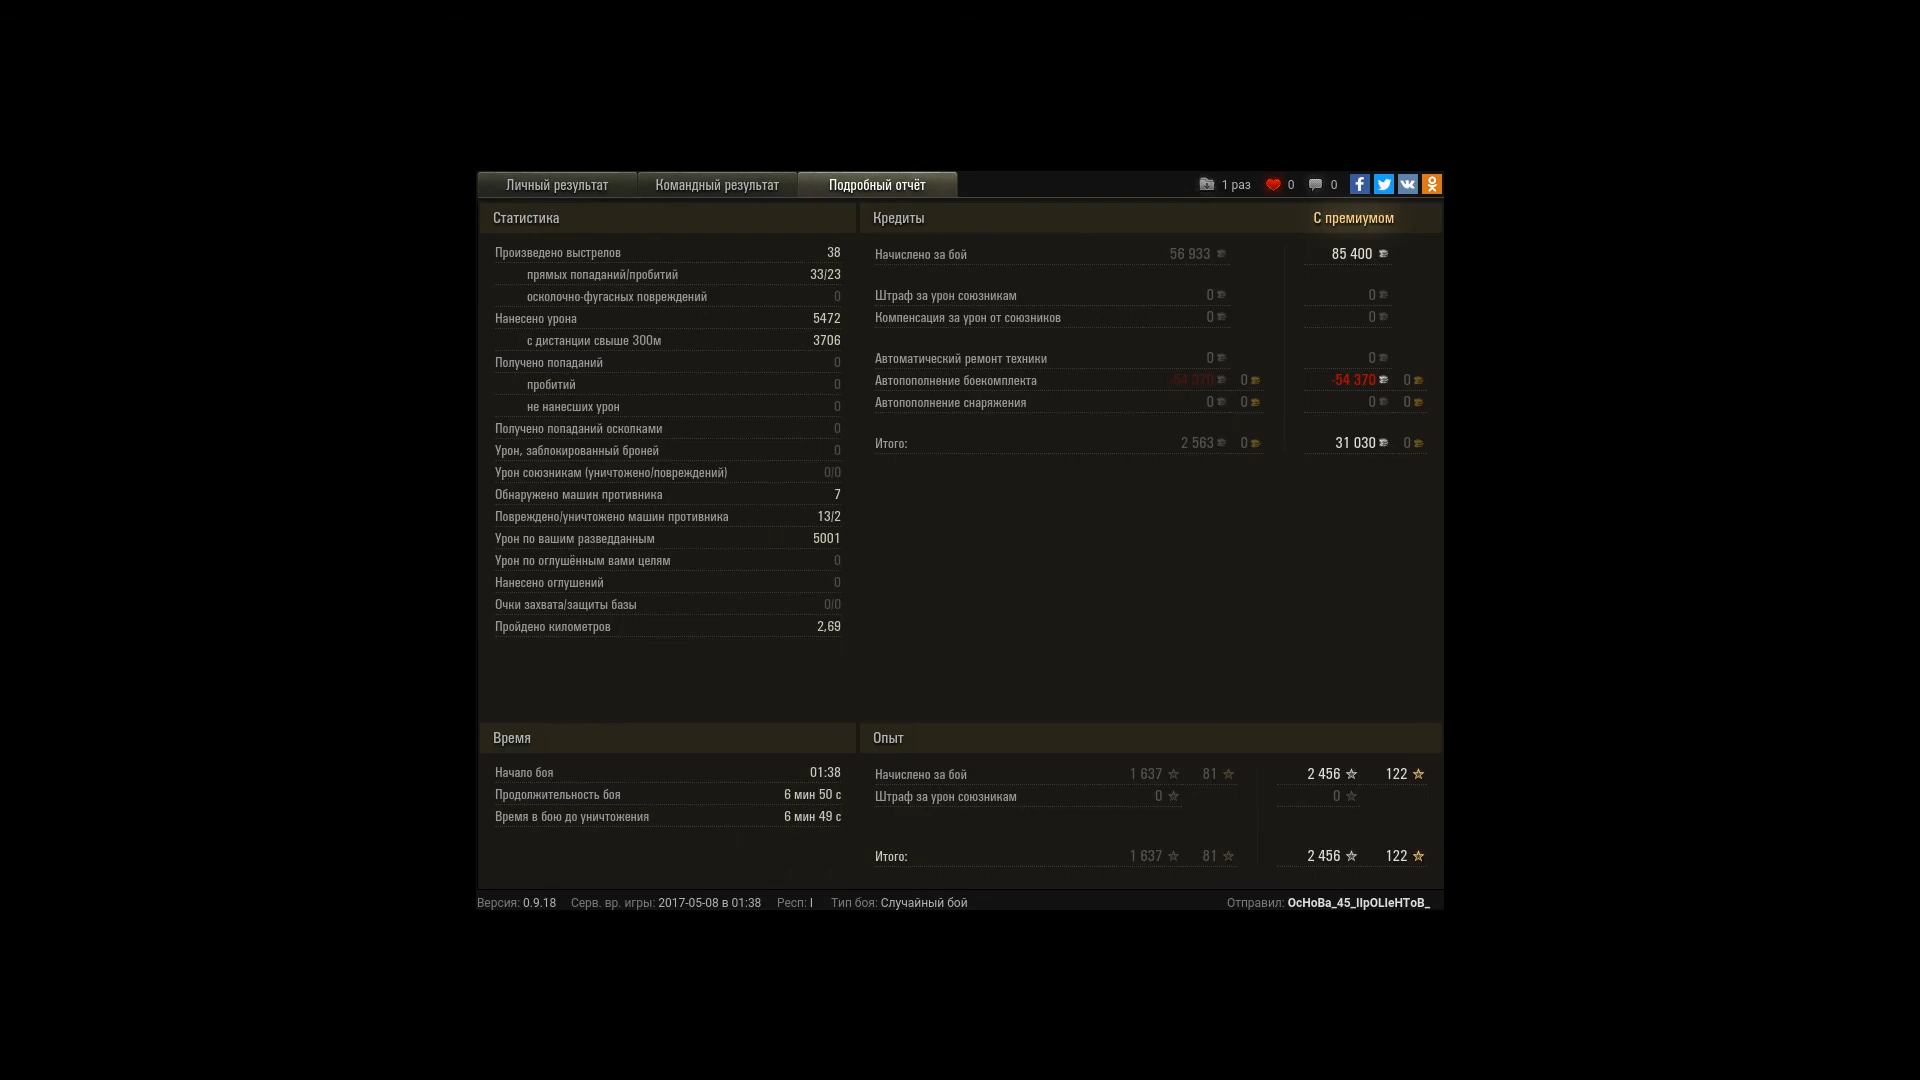 Личный результат Командный результат Подробный отчёт 1 раз 0 0
Статистика
Произведено выстрелов 38
прямых попаданий/пробитий 33/23
осколочно-фугасных повреждений 0
Нанесено урона 5472
с дистанции свыше 300м 3706
Получено попаданий 0
пробитий 0
не нанесших урон 0
Получено попаданий осколками 0
Урон, заблокированный броней 0
Урон союзникам (уничтожено/повреждений) 0/0
Обнаружено машин противника 7
Повреждено/уничтожено машин противника 13/2
Урон по вашим разведданным 5001
Урон по оглушённым вами целям 0
Нанесено оглушений 0
Очки захвата/защиты базы 0/0
Пройдено километров 2,69
Кредиты С премиумом
Начислено за бой 56 933 85 400
Штраф за урон союзникам 0 0
Компенсация за урон от союзников 0 0
Автоматический ремонт техники 0 0
Автопополнение боекомплекта -54 370 0 -54 370 0
Автопополнение снаряжения 0 0 0 0
Итого: 2 563 0 31 030 0
Время
Начало боя 01:38
Продолжительность боя 6 мин 50 с
Время в бою до уничтожения 6 мин 49 с
Опыт
Начислено за бой 1 637 81 2 456 122
Штраф за урон союзникам 0 0
Итого: 1 637 81 2 456 122
Версия: 0.9.18 Серв. вр. игры: 2017-05-08 в 01:38 Респ: I Тип боя: Случайный бой Отправил: OcHoBa_45_IIpOLIeHToB_